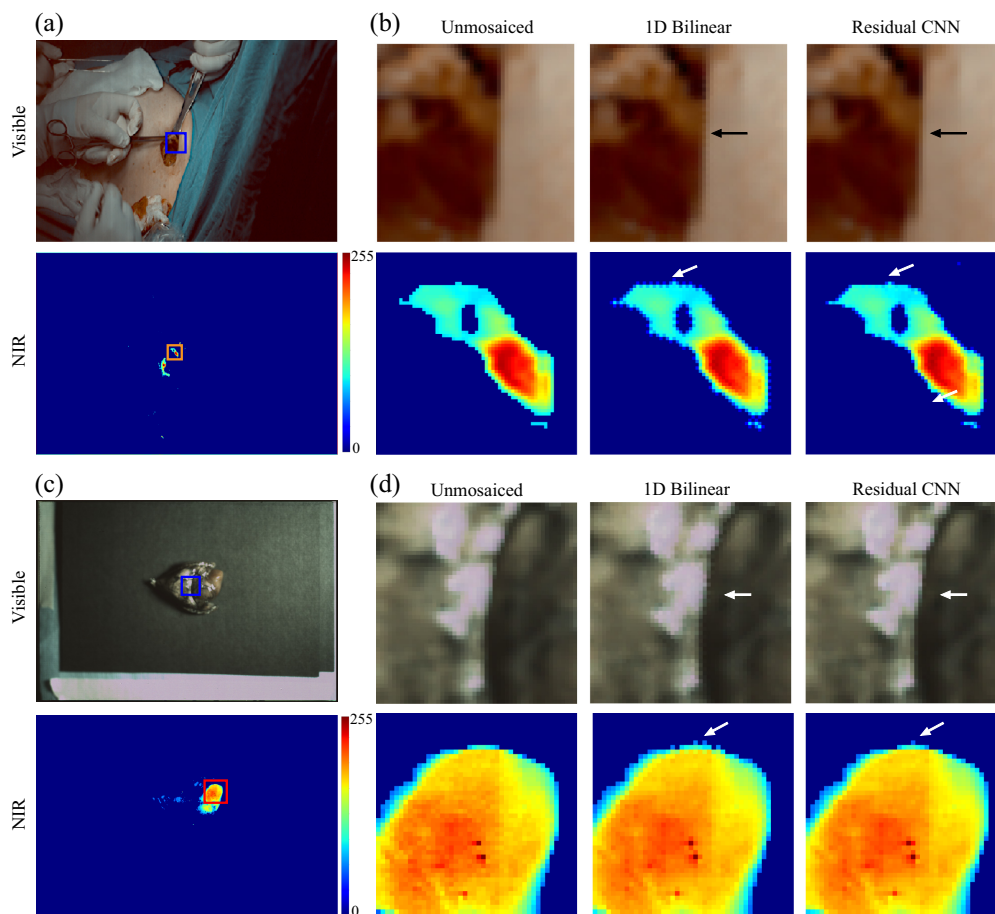 (a)
(b)
Unmosaiced
1D Bilinear
Residual CNN
Visible
255
NIR
0
(c)
(d)
Unmosaiced
1D Bilinear
Residual CNN
Visible
255
NIR
0